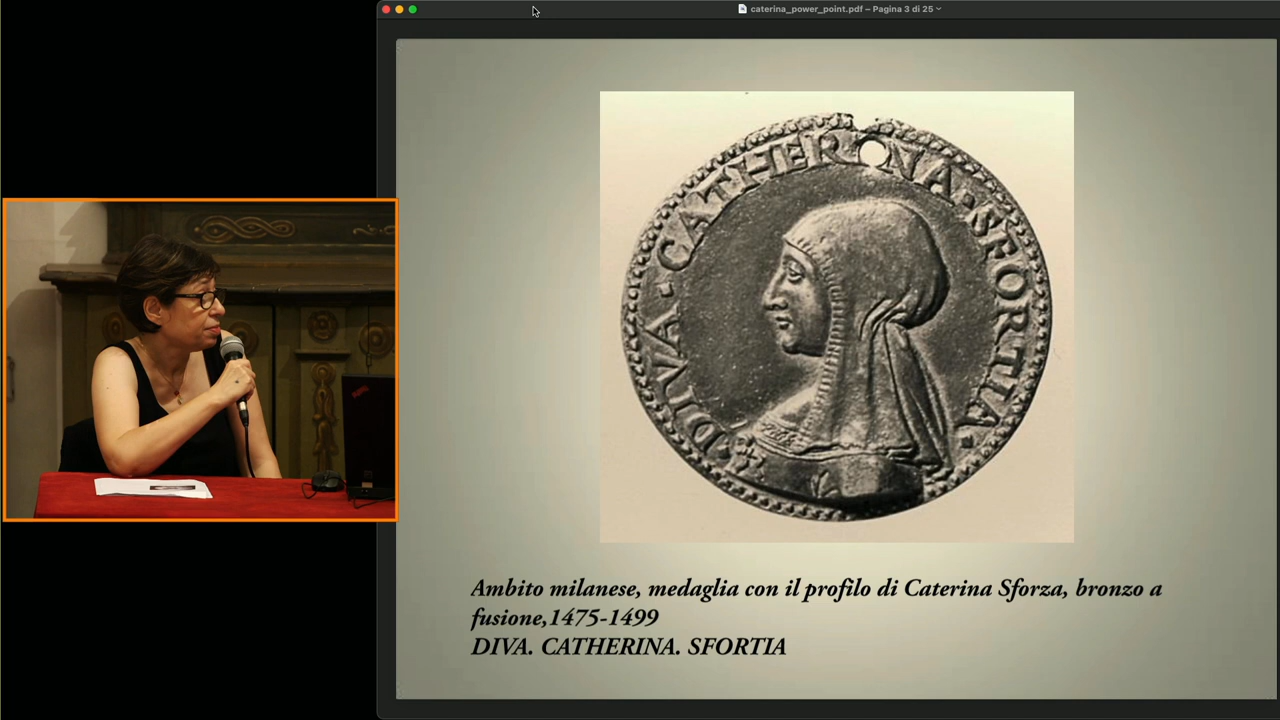 caterina_power_point.pdf – Pagina 3 di 25
DIVA · CATHERINA · SFORTIA ·
Ambito milanese, medaglia con il profilo di Caterina Sforza, bronzo a
fusione,1475-1499
DIVA. CATHERINA. SFORTIA